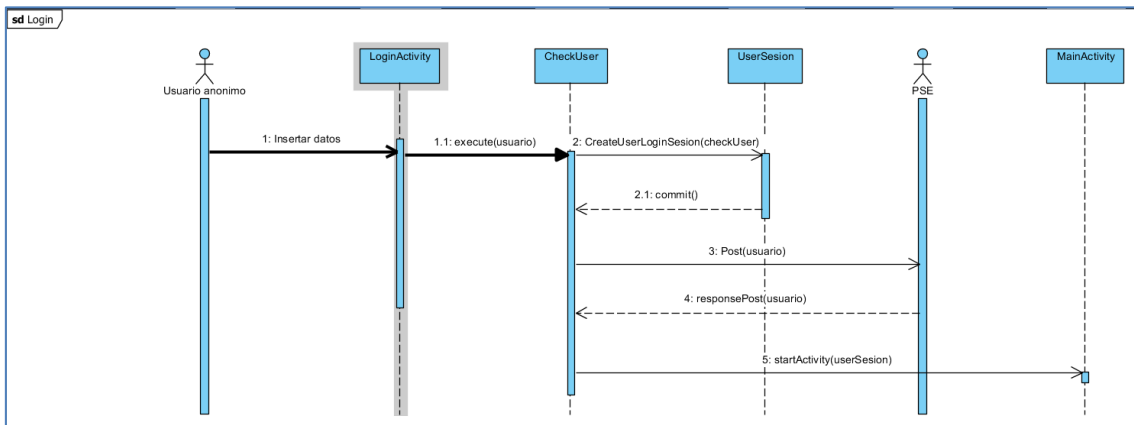 sd Login
LoginActivity
CheckUser
UserSesion
MainActivity
Usuario anonimo
PSE
1: Insertar datos
1.1: execute(usuario)
2: CreateUserLoginSesion(checkUser)
2.1: commit()
3: Post(usuario)
4: responsePost(usuario)
5: startActivity(userSesion)